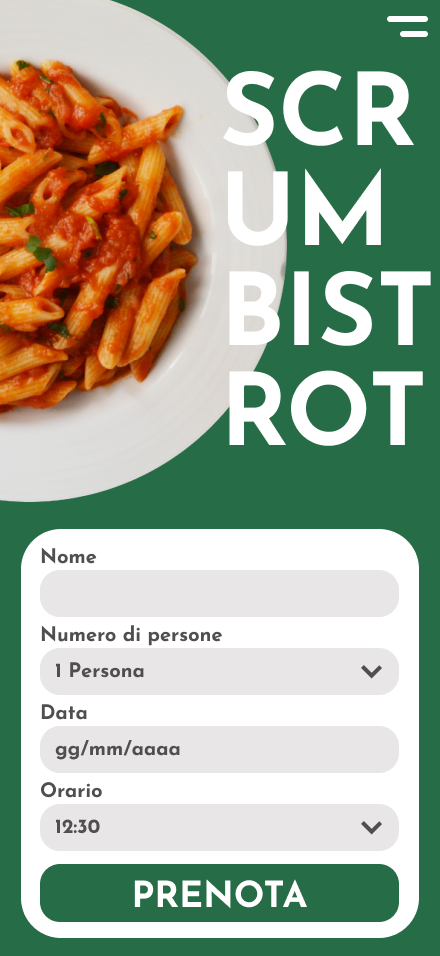 SCR
UM
BIST
ROT
Nome
Numero di persone
1 Persona
Data
gg/mm/aaaa
Orario
12:30
PRENOTA